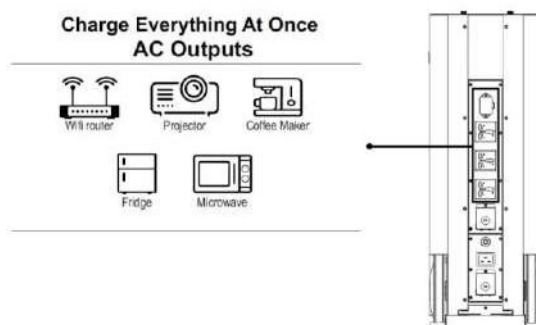 Charge Everything At Once
AC Outputs
Wifi router
Projector
Coffee Maker
Fridge
Microwave